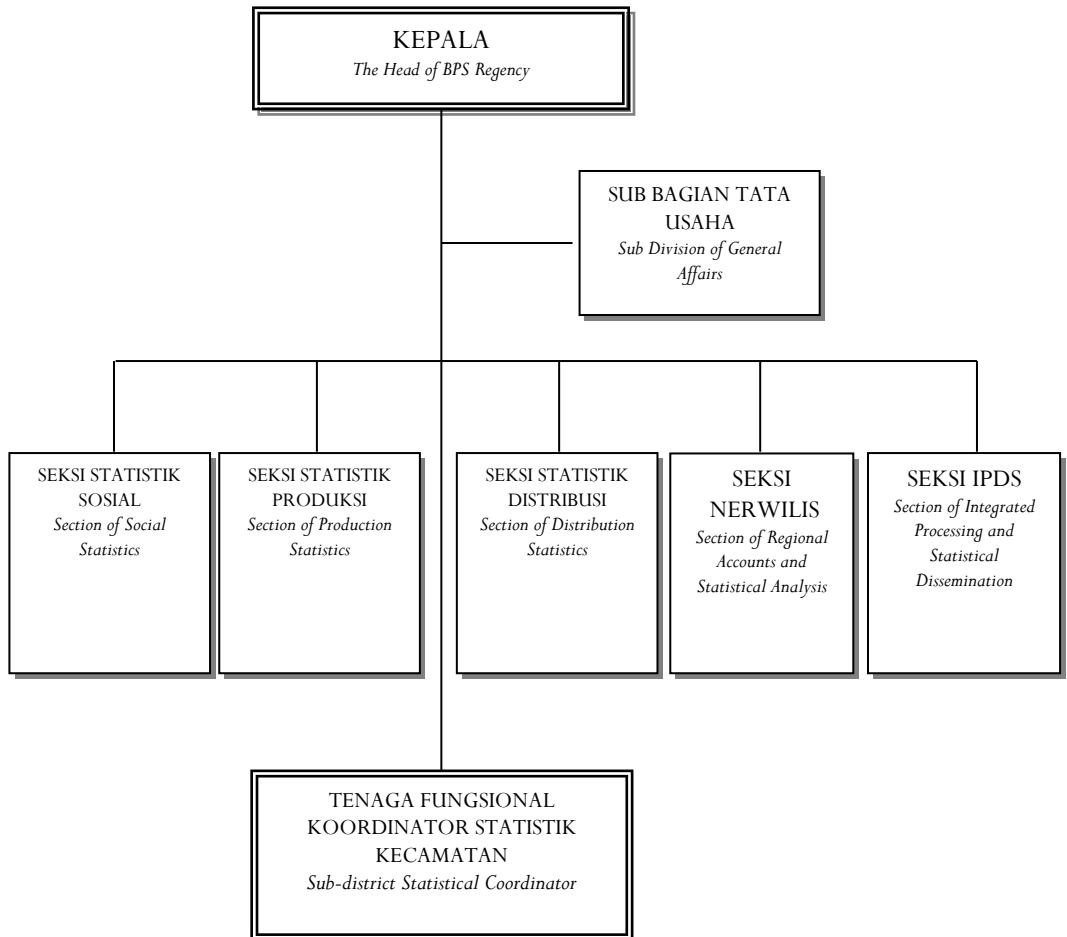 KEPALA
The Head of BPS Regency
SUB BAGIAN TATA
USAHA
Sub Division of General
Affairs
SEKSI STATISTIK
SOSIAL
Section of Social
Statistics
SEKSI STATISTIK
PRODUKSI
Section of Production
Statistics
SEKSI STATISTIK
DISTRIBUSI
Section of Distribution
Statistics
SEKSI
NERWILIS
Section of Regional
Accounts and
Statistical Analysis
SEKSI IPDS
Section of Integrated
Processing and
Statistical
Dissemination
TENAGA FUNGSIONAL
KOORDINATOR STATISTIK
KECAMATAN
Sub-district Statistical Coordinator